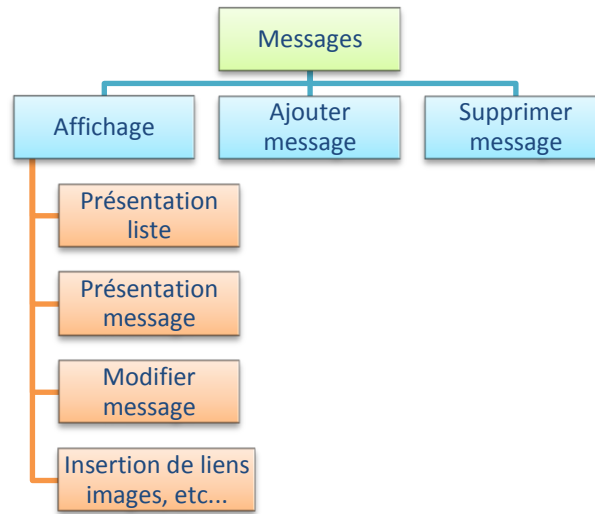 Messages
Affichage
Ajouter
message
Supprimer
message
Présentation
liste
Présentation
message
Modifier
message
Insertion de liens
images, etc...